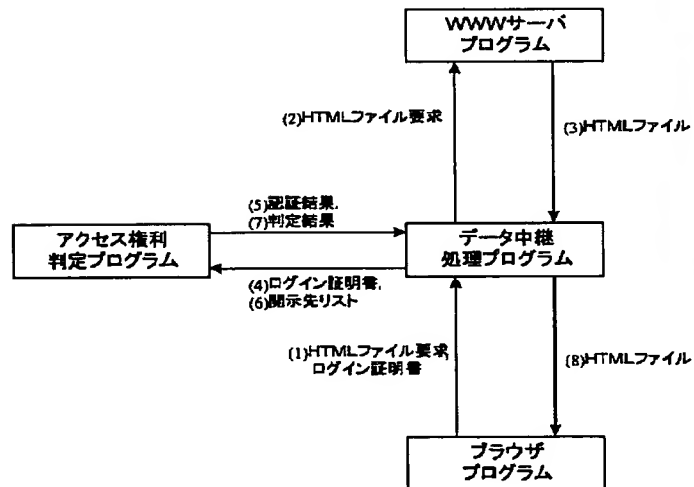 WWWサーバ
プログラム
(2)HTMLファイル要求
(3)HTMLファイル
(5)認証結果,
(7)判定結果
アクセス権利
判定プログラム
データ中継
処理プログラム
(4)ログイン証明書,
(6)開示先リスト
(1)HTMLファイル要求,
ログイン証明書
(8)HTMLファイル
ブラウザ
プログラム